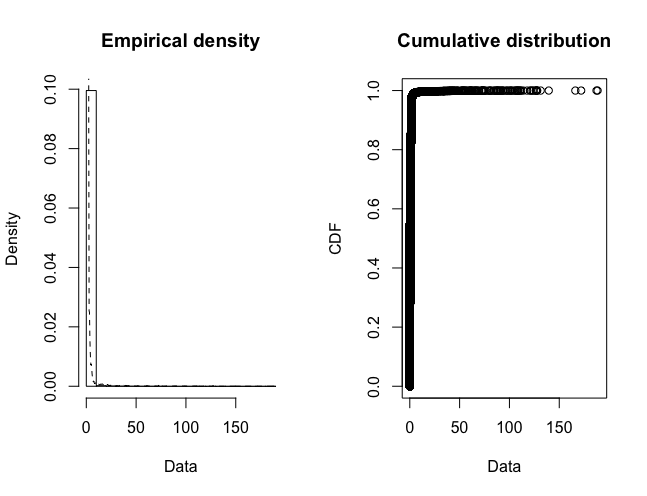 Empirical density
Density
0.00 0.02 0.04 0.06 0.08 0.10
0 50 100 150
Data
Cumulative distribution
CDF
0.0 0.2 0.4 0.6 0.8 1.0
0 50 100 150
Data